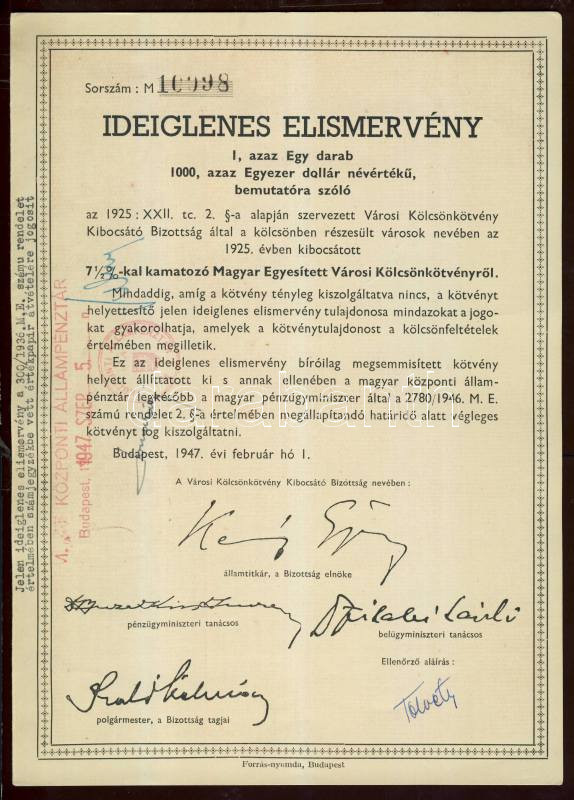 Sorszám : M 10998
IDEIGLENES ELISMERVÉNY
1, azaz Egy darab
1000, azaz Egyezer dollár névértékű,
bemutatóra szóló
az 1925 : XXII. tc. 2. §-a alapján szervezett Városi Kölcsönkötvény
Kibocsátó Bizottság által a kölcsönben részesült városok nevében az
1925. évben kibocsátott
7½%-kal kamatozó Magyar Egyesített Városi Kölcsönkötvényről.
Mindaddig, amíg a kötvény tényleg kiszolgáltatva nincs, a kötvényt
helyettesítő jelen ideiglenes elismervény tulajdonosa mindazokat a jogo-
kat gyakorolhatja, amelyek a kötvénytulajdonost a kölcsönfeltételek
értelmében megilletik.
Ez az ideiglenes elismervény bíróilag megsemmisített kötvény
helyett állíttatott ki s annak ellenében a magyar központi állam-
pénztár legkésőbb a magyar pénzügyminiszter által a 2780/1946. M. E.
számú rendelet 2. §-a értelmében megállapítandó határidő alatt végleges
kötvényt fog kiszolgáltatni.
Budapest, 1947. évi február hó 1.
A Városi Kölcsönkötvény Kibocsátó Bizottság nevében :
államtitkár, a Bizottság elnöke
pénzügyminiszteri tanácsos
belügyminiszteri tanácsos
Ellenőrző aláírás :
polgármester, a Bizottság tagjai
Forrás-nyomda, Budapest
Jelen ideiglenes elismervény a 300/1936.M.E. számu rendelet
értelmében számjegyzékbe vett értékpapír átvételére jogosit
KÖZPONTI ÁLLAMPÉNZTÁR
Budapest, 1947 SZEP 5.
darabanth